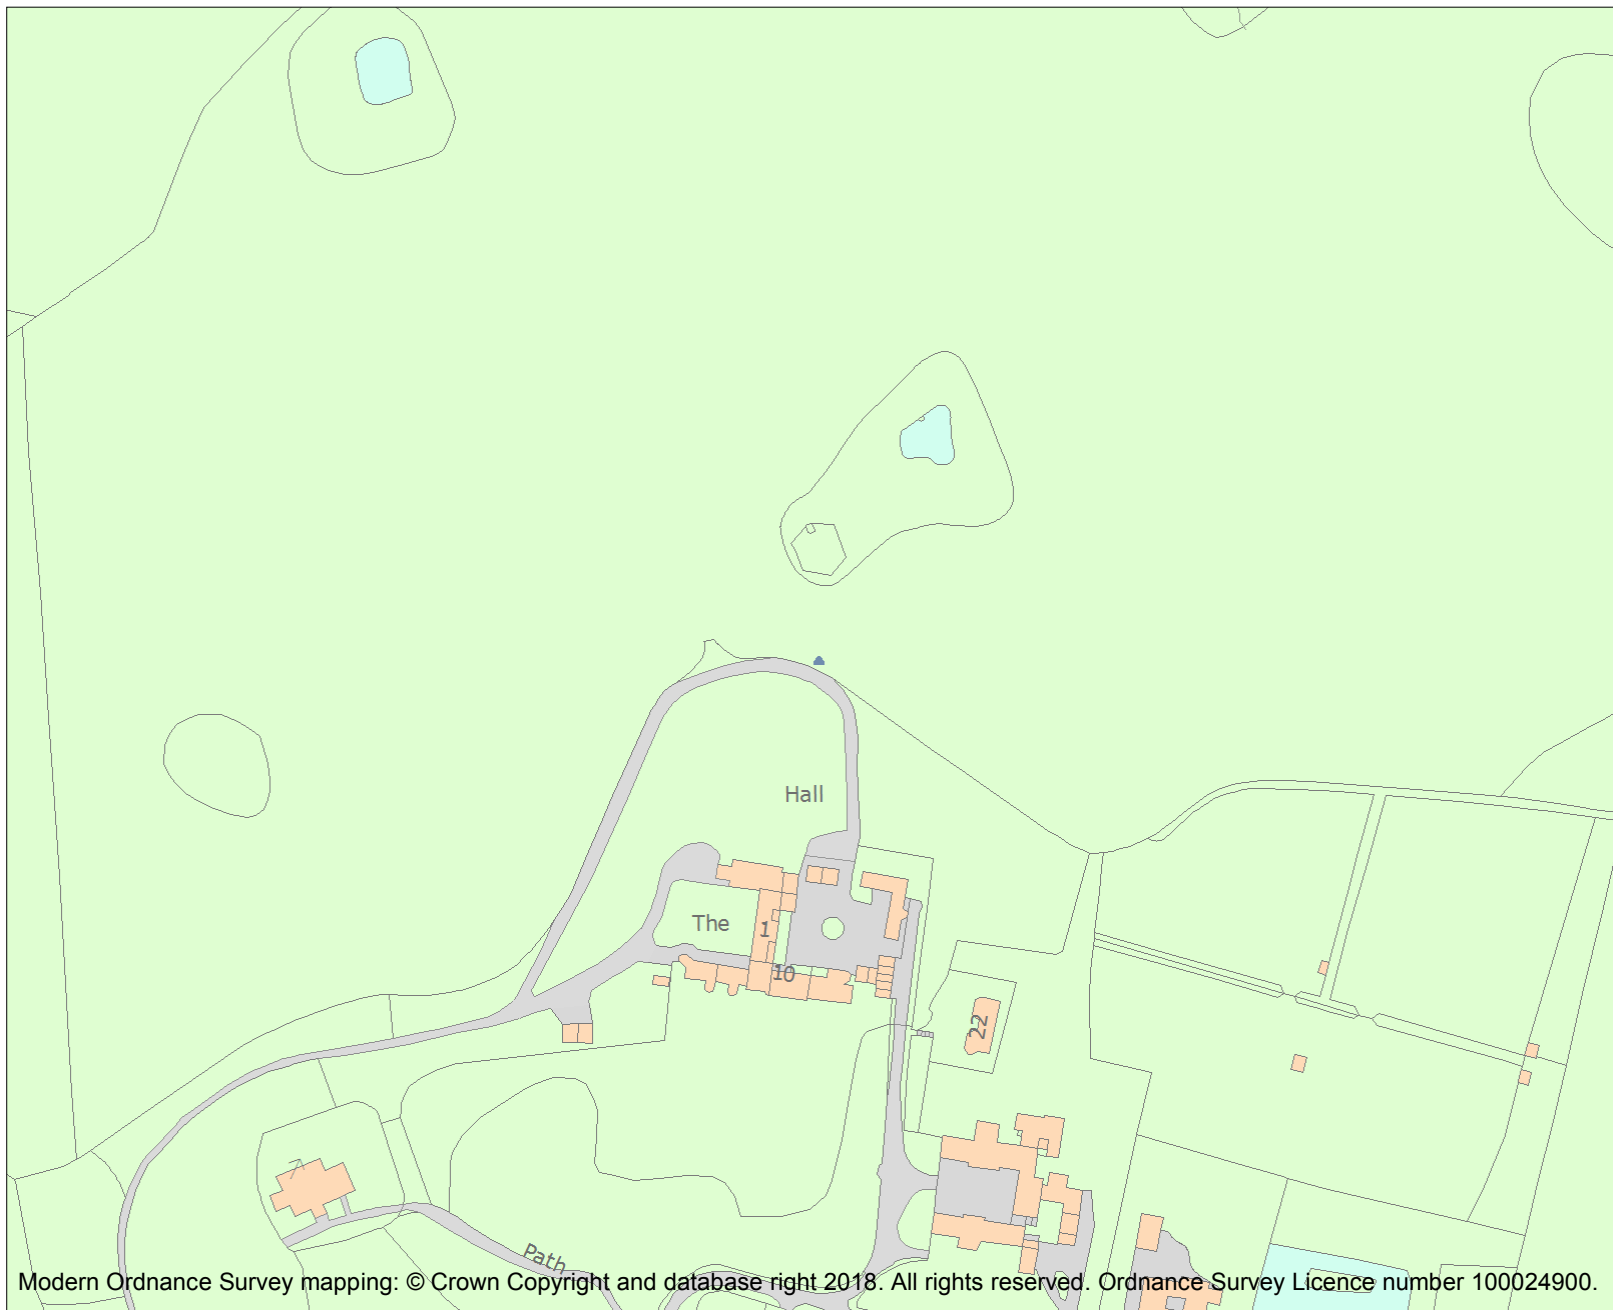 Hall
The
1
10
22
Path
Modern Ordnance Survey mapping: © Crown Copyright and database right 2018. All rights reserved. Ordnance Survey Licence number 100024900.